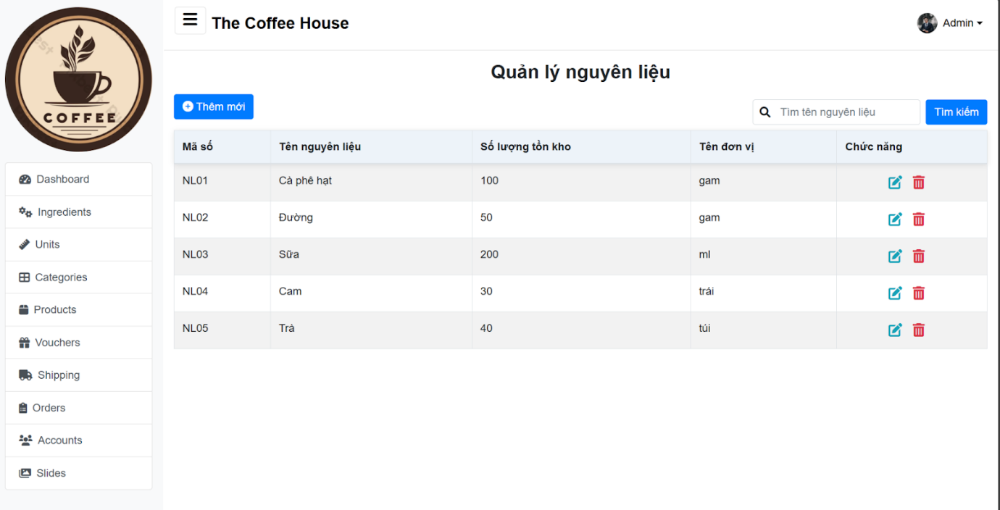 COFFEE
The Coffee House
Admin
Dashboard
Ingredients
Units
Categories
Products
Vouchers
Shipping
Orders
Accounts
Slides
Quản lý nguyên liệu
Thêm mới
Tìm tên nguyên liệu
Tìm kiếm
Mã số Tên nguyên liệu Số lượng tồn kho Tên đơn vị Chức năng
NL01 Cà phê hạt 100 gam
NL02 Đường 50 gam
NL03 Sữa 200 ml
NL04 Cam 30 trái
NL05 Trà 40 túi